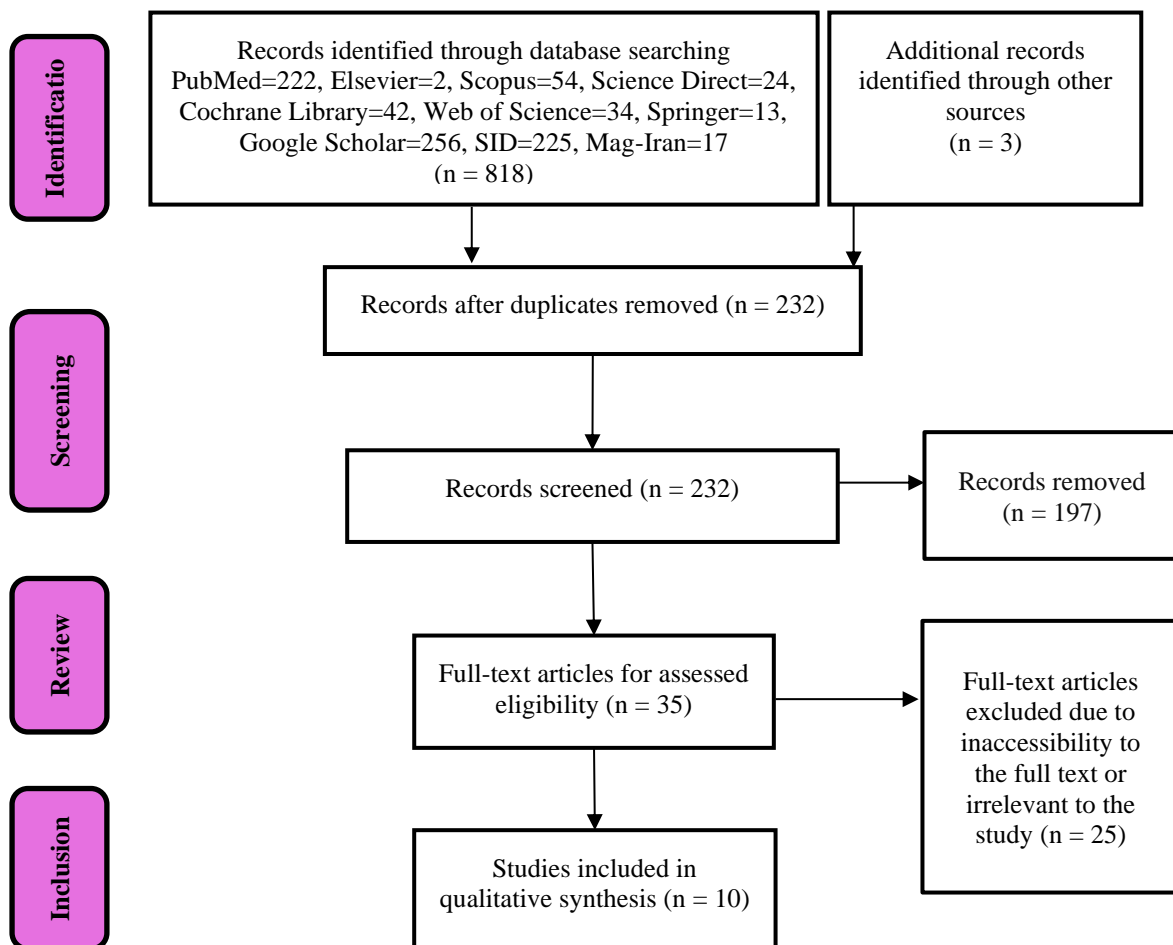 Identificatio
Records identified through database searching
PubMed=222, Elsevier=2, Scopus=54, Science Direct=24,
Cochrane Library=42, Web of Science=34, Springer=13,
Google Scholar=256, SID=225, Mag-Iran=17
(n = 818)
Additional records
identified through other
sources
(n = 3)
Records after duplicates removed (n = 232)
Screening
Records screened (n = 232)
Records removed
(n = 197)
Review
Full-text articles for assessed
eligibility (n = 35)
Full-text articles
excluded due to
inaccessibility to
the full text or
irrelevant to the
study (n = 25)
Inclusion
Studies included in
qualitative synthesis (n = 10)